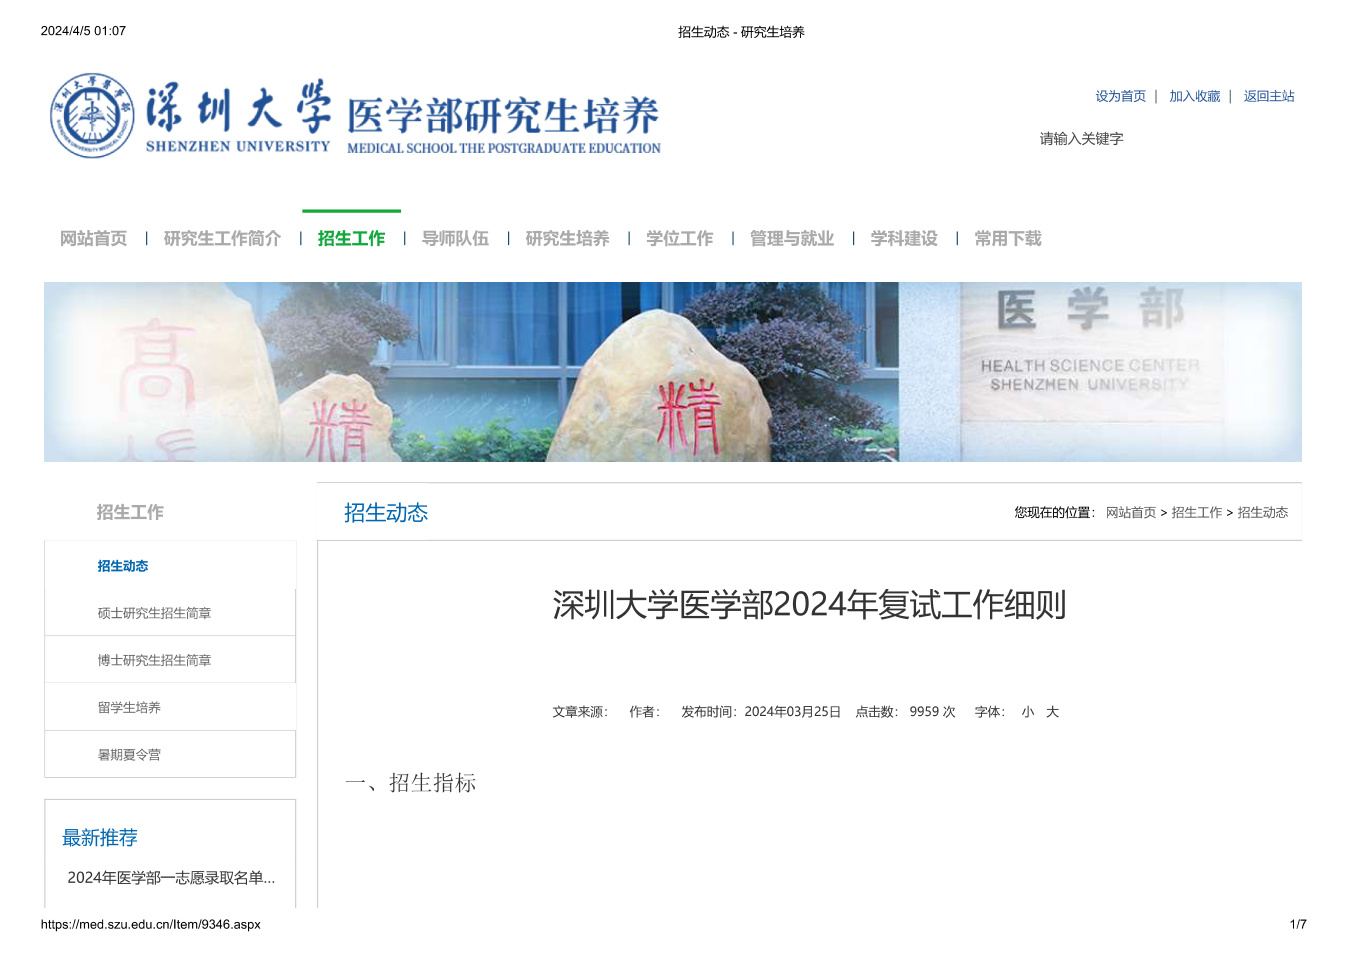 2024/4/5 01:07
招生动态 - 研究生培养
深圳大学 医学部研究生培养
SHENZHEN UNIVERSITY MEDICAL SCHOOL THE POSTGRADUATE EDUCATION
设为首页 | 加入收藏 | 返回主站
请输入关键字
网站首页 | 研究生工作简介 | 招生工作 | 导师队伍 | 研究生培养 | 学位工作 | 管理与就业 | 学科建设 | 常用下载
高
精
精
医学部
HEALTH SCIENCE CENTER
SHENZHEN UNIVERSITY
招生工作
招生动态
硕士研究生招生简章
博士研究生招生简章
留学生培养
暑期夏令营
最新推荐
2024年医学部一志愿录取名单...
招生动态
您现在的位置： 网站首页 > 招生工作 > 招生动态
深圳大学医学部2024年复试工作细则
文章来源： 作者： 发布时间：2024年03月25日 点击数： 9959 次 字体： 小 大
一、招生指标
https://med.szu.edu.cn/Item/9346.aspx
1/7